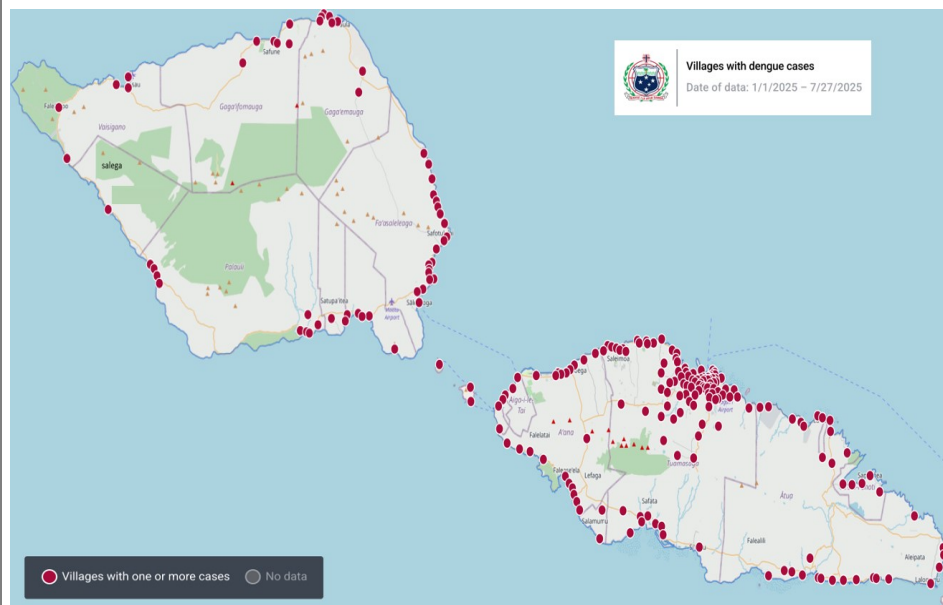 Villages with dengue cases
Date of data: 1/1/2025 – 7/27/2025
Safune
Gaga'ifomauga
Gaga'emauga
Vaisigano
salega
Fa'asaleleaga
Palauli
Satupa'itea
Airport
Saleimoa
Aiga-i-le-
Tai
Falelatai
A'ana
Lefaga
Tuamasaga
Airport
Safata
Salamumu
Atua
Falealili
Aleipata
Villages with one or more cases
No data